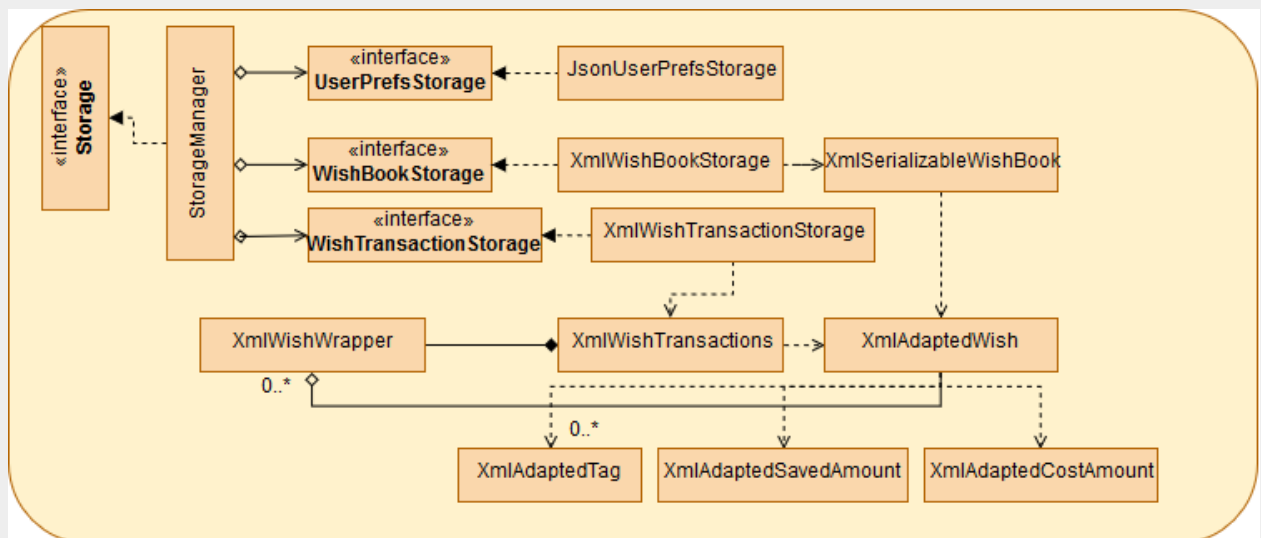 «interface»
Storage
StorageManager
«interface»
UserPrefsStorage
JsonUserPrefsStorage
«interface»
WishBookStorage
XmlWishBookStorage
XmlSerializableWishBook
«interface»
WishTransactionStorage
XmlWishTransactionStorage
XmlWishWrapper
XmlWishTransactions
XmlAdaptedWish
0..*
0..*
XmlAdaptedTag
XmlAdaptedSavedAmount
XmlAdaptedCostAmount